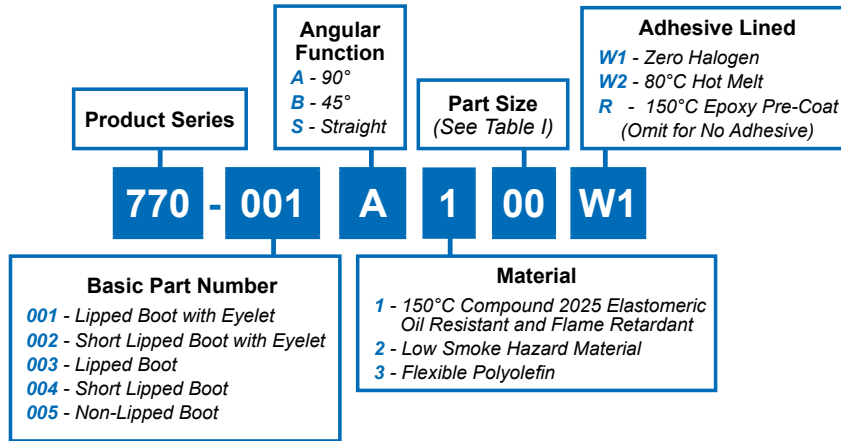 Product Series
Angular
Function
A - 90°
B - 45°
S - Straight
Part Size
(See Table I)
Adhesive Lined
W1 - Zero Halogen
W2 - 80°C Hot Melt
R - 150°C Epoxy Pre-Coat
(Omit for No Adhesive)
770 - 001 A 1 00 W1
Basic Part Number
001 - Lipped Boot with Eyelet
002 - Short Lipped Boot with Eyelet
003 - Lipped Boot
004 - Short Lipped Boot
005 - Non-Lipped Boot
Material
1 - 150°C Compound 2025 Elastomeric
Oil Resistant and Flame Retardant
2 - Low Smoke Hazard Material
3 - Flexible Polyolefin